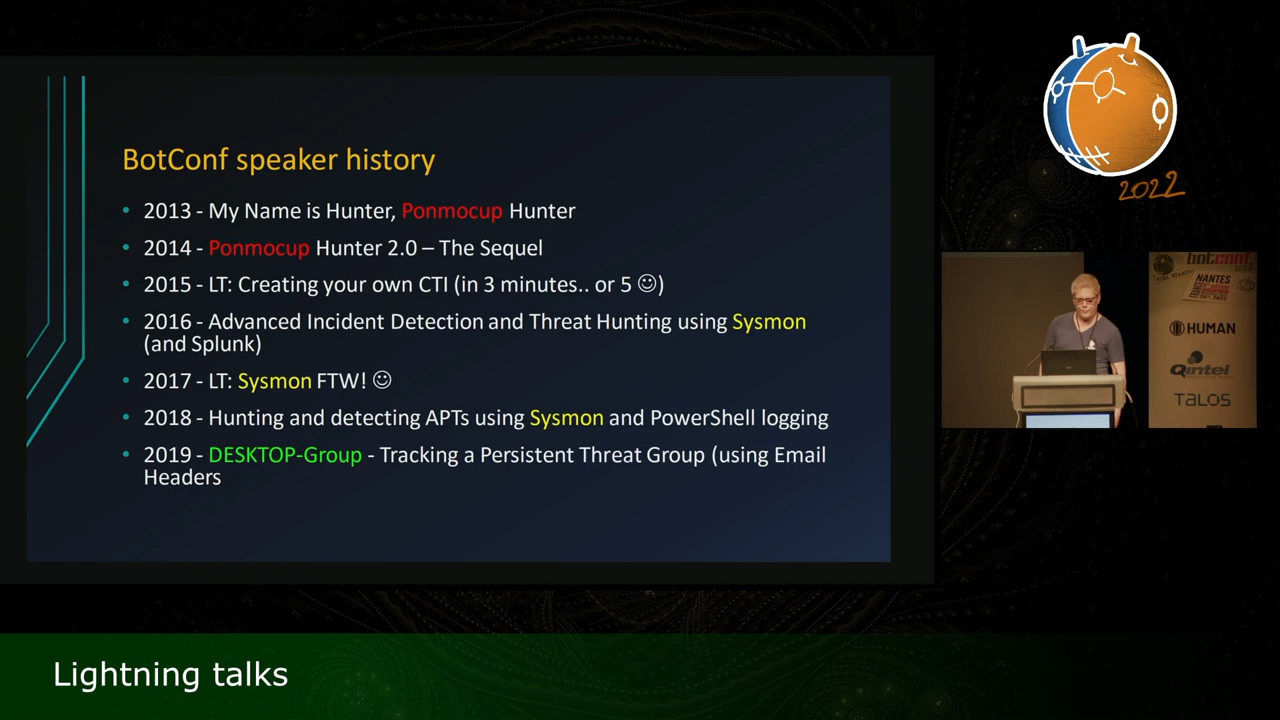 BotConf speaker history
• 2013 - My Name is Hunter, Ponmocup Hunter
• 2014 - Ponmocup Hunter 2.0 – The Sequel
• 2015 - LT: Creating your own CTI (in 3 minutes.. or 5 ☺)
• 2016 - Advanced Incident Detection and Threat Hunting using Sysmon
(and Splunk)
• 2017 - LT: Sysmon FTW! ☺
• 2018 - Hunting and detecting APTs using Sysmon and PowerShell logging
• 2019 - DESKTOP-Group - Tracking a Persistent Threat Group (using Email
Headers
2022
botconf
NANTES
HUMAN
Qintel
TALOS
Lightning talks